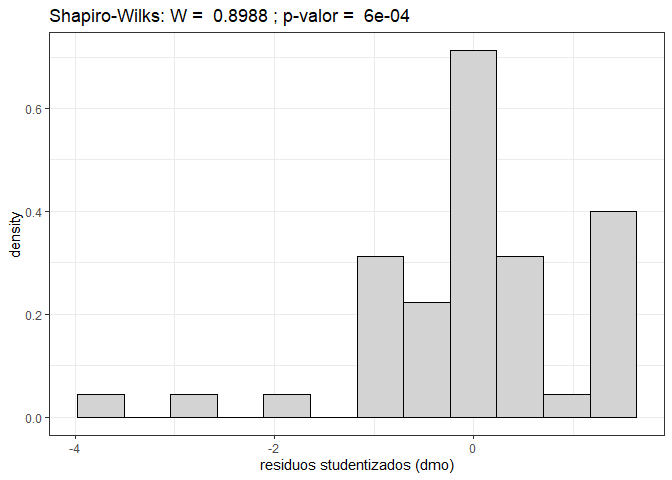 Shapiro-Wilks: W =  0.8988 ; p-valor =  6e-04
density
0.6
0.4
0.2
0.0
-4
-2
0
residuos studentizados (dmo)